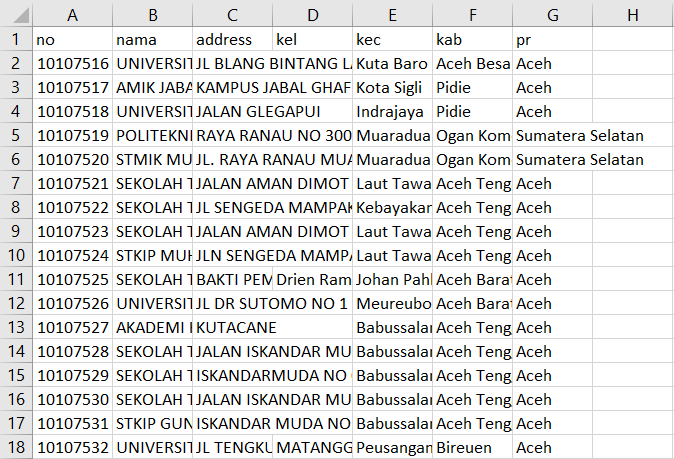 A B C D E F G H
1 no nama address kel kec kab pr
2 10107516 UNIVERSIT JL BLANG BINTANG LA Kuta Baro Aceh Besa Aceh
3 10107517 AMIK JABA KAMPUS JABAL GHAF Kota Sigli Pidie Aceh
4 10107518 UNIVERSIT JALAN GLEGAPUI Indrajaya Pidie Aceh
5 10107519 POLITEKNI RAYA RANAU NO 300 Muaradua Ogan Kom Sumatera Selatan
6 10107520 STMIK MU JL. RAYA RANAU MUA Muaradua Ogan Kom Sumatera Selatan
7 10107521 SEKOLAH T JALAN AMAN DIMOT Laut Tawa Aceh Teng Aceh
8 10107522 SEKOLAH T JL SENGEDA MAMPAK Kebayakan Aceh Teng Aceh
9 10107523 SEKOLAH T JALAN AMAN DIMOT Laut Tawa Aceh Teng Aceh
10 10107524 STKIP MUH JLN SENGEDA MAMPA Laut Tawa Aceh Teng Aceh
11 10107525 SEKOLAH T BAKTI PEM Drien Ram Johan Pahl Aceh Barat Aceh
12 10107526 UNIVERSIT JL DR SUTOMO NO 1 Meureubo Aceh Barat Aceh
13 10107527 AKADEMI KUTACANE Babussalam Aceh Teng Aceh
14 10107528 SEKOLAH T JALAN ISKANDAR MU Babussalam Aceh Teng Aceh
15 10107529 SEKOLAH T ISKANDARMUDA NO Babussalam Aceh Teng Aceh
16 10107530 SEKOLAH T JALAN ISKANDAR MU Babussalam Aceh Teng Aceh
17 10107531 STKIP GUN ISKANDAR MUDA NO Babussalam Aceh Teng Aceh
18 10107532 UNIVERSIT JL TENGKU MATANGG Peusangan Bireuen Aceh